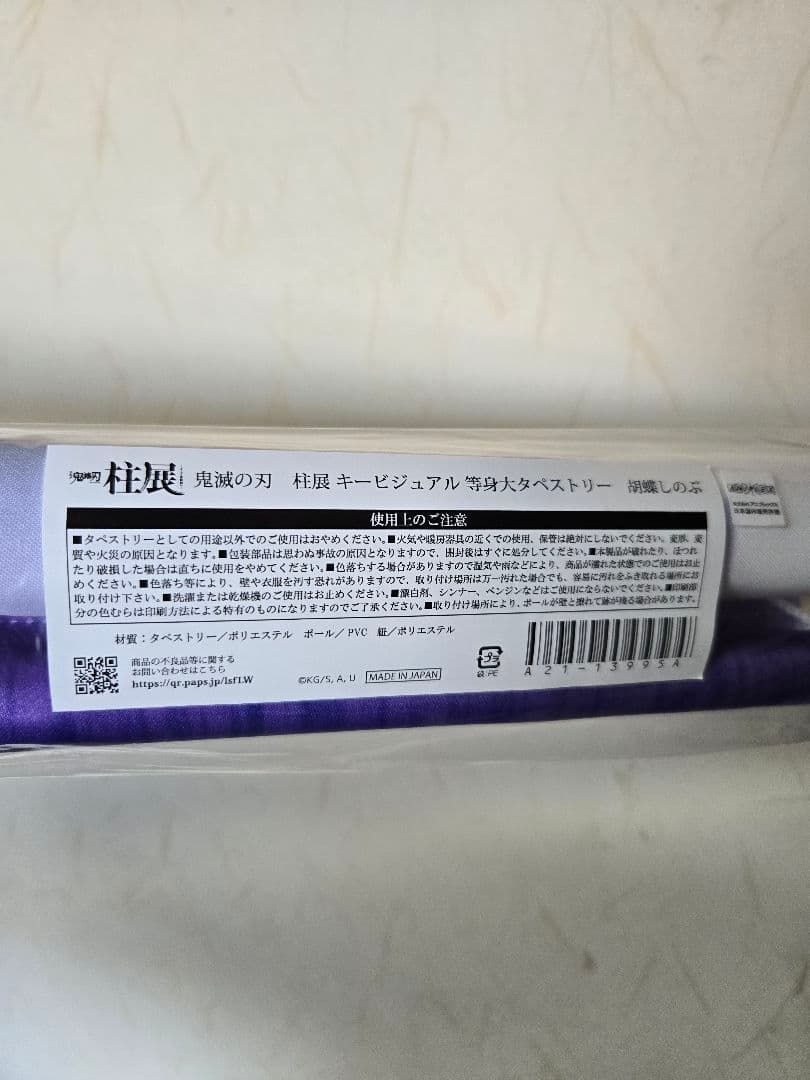 鬼滅の刃 柱展 鬼滅の刃 柱展 キービジュアル 等身大タペストリー 胡蝶しのぶ
使用上のご注意
■タペストリーとしての用途以外でのご使用はおやめください。■火気や暖房器具の近くでの使用、保管は絶対にしないでください。変形、変
質や火災の原因となります。■包装部品は思わぬ事故の原因となりますので、開封後はすぐに処分してください。■本製品が破れたり、ほつれ
たり破損した場合は直ちに使用をやめてください。■色落ちする場合がありますので湿気や雨などにより、商品が濡れた状態でのご使用はお止
めください。■色落ち等により、壁や衣服を汚す恐れがありますので、取り付け場所は万一汚れた場合でも、容易に汚れをふき取れる場所にお
取り付け下さい。■洗濯または乾燥機のご使用はお止めください。■漂白剤、シンナー、ベンジンなどはご使用にならないでください。■印刷部
分の色むらは印刷方法による特有のものになりますのでご了承ください。■取り付け場所により、ポールが壁と擦れて跡が残る場合があります。
材質：タペストリー／ポリエステル ポール／PVC 紐／ポリエステル
商品の不良品等に関する
お問い合わせはこちら
https://qr.paps.jp/lsf1W
©KG/S, A, U
MADE IN JAPAN
プラ
袋:PE
A21-13995A